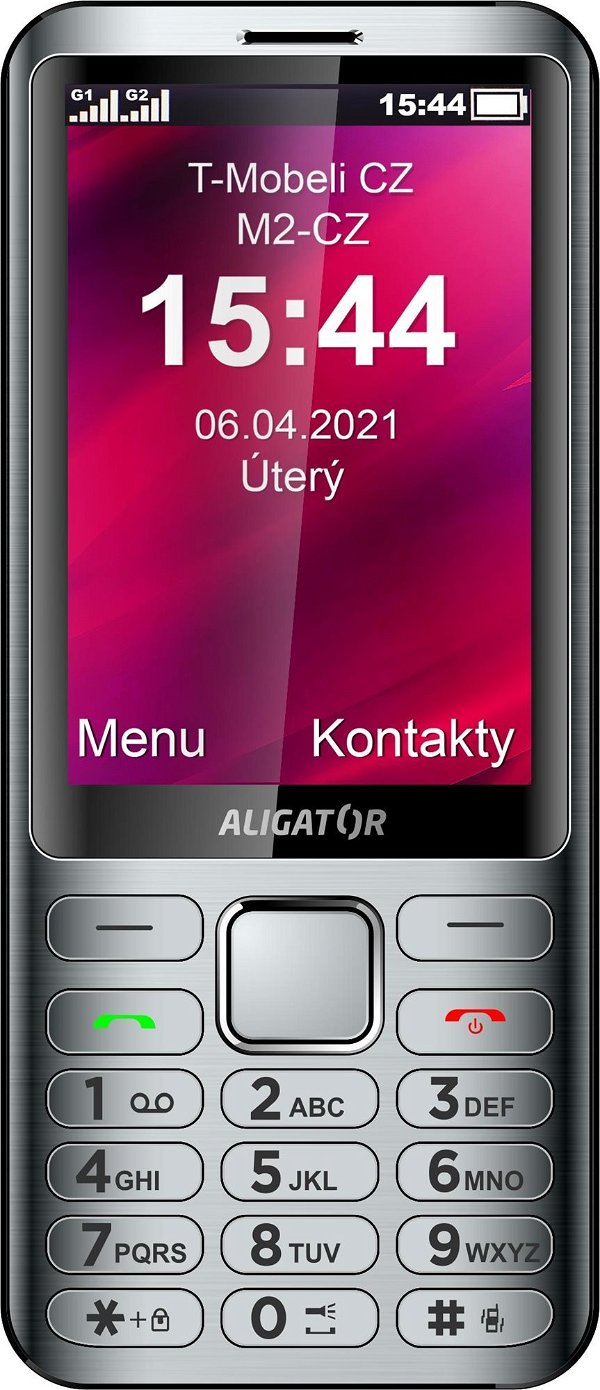 G1 G2 15:44
T-Mobeli CZ
M2-CZ
15:44
06.04.2021
Úterý
Menu Kontakty
ALIGATOR
1 2 ABC 3 DEF
4 GHI 5 JKL 6 MNO
7 PQRS 8 TUV 9 WXYZ
* + 0 #